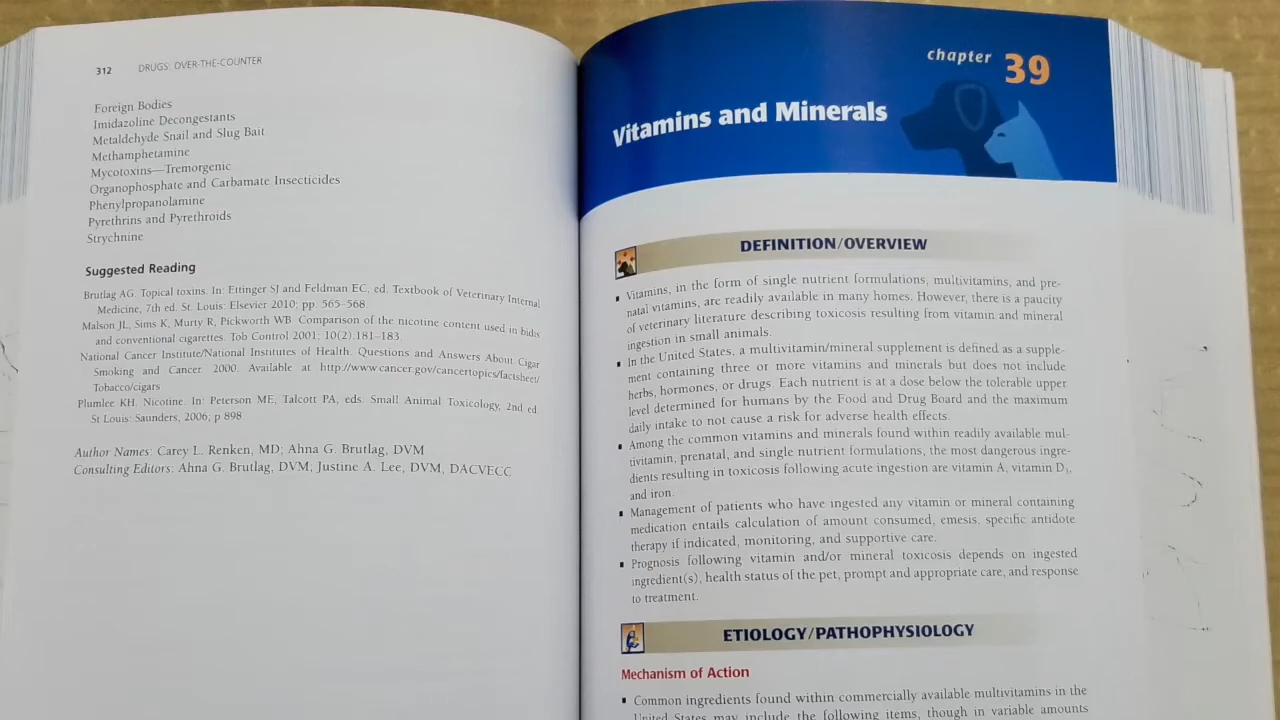 312 DRUGS: OVER-THE-COUNTER
Foreign Bodies
Imidazoline Decongestants
Metaldehyde Snail and Slug Bait
Methamphetamine
Mycotoxins—Tremorgenic
Organophosphate and Carbamate Insecticides
Phenylpropanolamine
Pyrethrins and Pyrethroids
Strychnine
Suggested Reading
Brutlag AG. Topical toxins. In: Ettinger SJ and Feldman EC, ed. Textbook of Veterinary Internal
Medicine, 7th ed. St. Louis: Elsevier 2010; pp. 565–568.
Malson JL, Sims K, Murty R, Pickworth WB. Comparison of the nicotine content used in bidis
and conventional cigarettes. Tob Control 2001; 10(2):181–183.
National Cancer Institute/National Institutes of Health. Questions and Answers About Cigar
Smoking and Cancer. 2000. Available at http://www.cancer.gov/cancertopics/factsheet/
Tobacco/cigars
Plumlee KH. Nicotine. In: Peterson ME, Talcott PA, eds. Small Animal Toxicology, 2nd ed.
St Louis: Saunders, 2006; p 898
Author Names: Carey L. Renken, MD; Ahna G. Brutlag, DVM
Consulting Editors: Ahna G. Brutlag, DVM; Justine A. Lee, DVM, DACVECC
chapter 39
Vitamins and Minerals
DEFINITION/OVERVIEW
▪ Vitamins, in the form of single nutrient formulations, multivitamins, and pre-
natal vitamins, are readily available in many homes. However, there is a paucity
of veterinary literature describing toxicosis resulting from vitamin and mineral
ingestion in small animals.
▪ In the United States, a multivitamin/mineral supplement is defined as a supple-
ment containing three or more vitamins and minerals but does not include
herbs, hormones, or drugs. Each nutrient is at a dose below the tolerable upper
level determined for humans by the Food and Drug Board and the maximum
daily intake to not cause a risk for adverse health effects.
▪ Among the common vitamins and minerals found within readily available mul-
tivitamin, prenatal, and single nutrient formulations, the most dangerous ingre-
dients resulting in toxicosis following acute ingestion are vitamin A, vitamin D₃,
and iron.
▪ Management of patients who have ingested any vitamin or mineral containing
medication entails calculation of amount consumed, emesis, specific antidote
therapy if indicated, monitoring, and supportive care.
▪ Prognosis following vitamin and/or mineral toxicosis depends on ingested
ingredient(s), health status of the pet, prompt and appropriate care, and response
to treatment.
ETIOLOGY/PATHOPHYSIOLOGY
Mechanism of Action
▪ Common ingredients found within commercially available multivitamins in the
United States may include the following items, though in variable amounts